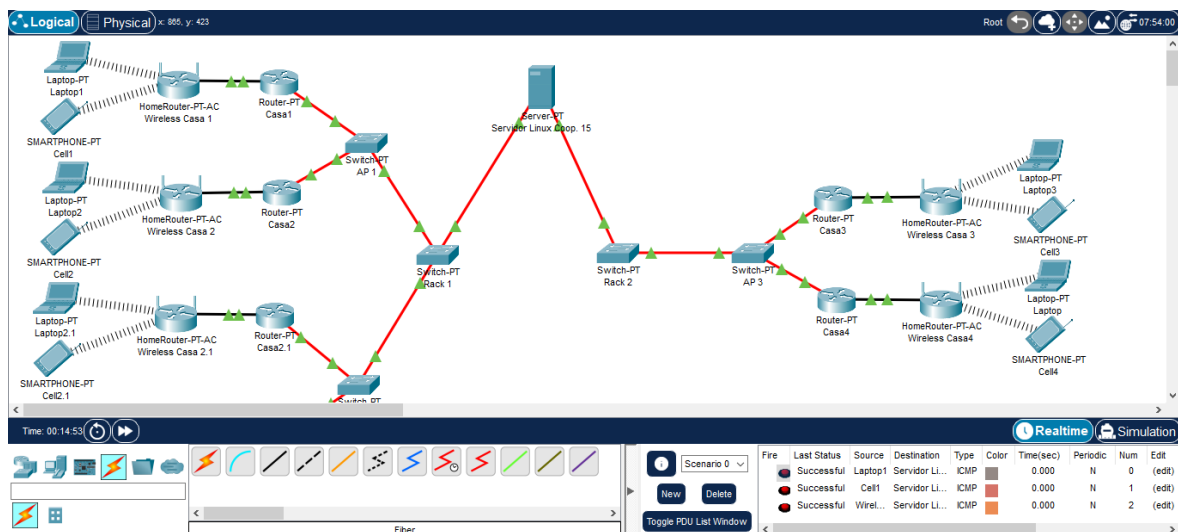 Logical
Physical
x: 865, y: 423
Root
07:54:00
Laptop-PT
Laptop1
HomeRouter-PT-AC
Wireless Casa 1
Router-PT
Casa1
SMARTPHONE-PT
Cell1
Switch-PT
AP 1
Server-PT
Servidor Linux Coop. 15
Laptop-PT
Laptop2
HomeRouter-PT-AC
Wireless Casa 2
Router-PT
Casa2
SMARTPHONE-PT
Cell2
Switch-PT
Rack 1
Switch-PT
Rack 2
Switch-PT
AP 3
Router-PT
Casa3
HomeRouter-PT-AC
Wireless Casa 3
Laptop-PT
Laptop3
SMARTPHONE-PT
Cell3
Laptop-PT
Laptop2.1
HomeRouter-PT-AC
Wireless Casa 2.1
Router-PT
Casa2.1
SMARTPHONE-PT
Cell2.1
Switch-PT
Router-PT
Casa4
HomeRouter-PT-AC
Wireless Casa4
Laptop-PT
Laptop
SMARTPHONE-PT
Cell4
Time: 00:14:53
Realtime
Simulation
Scenario 0
New
Delete
Toggle PDU List Window
Fiber
Fire Last Status Source Destination Type Color Time(sec) Periodic Num Edit
Successful Laptop1 Servidor Li... ICMP 0.000 N 0 (edit)
Successful Cell1 Servidor Li... ICMP 0.000 N 1 (edit)
Successful Wirel... Servidor Li... ICMP 0.000 N 2 (edit)